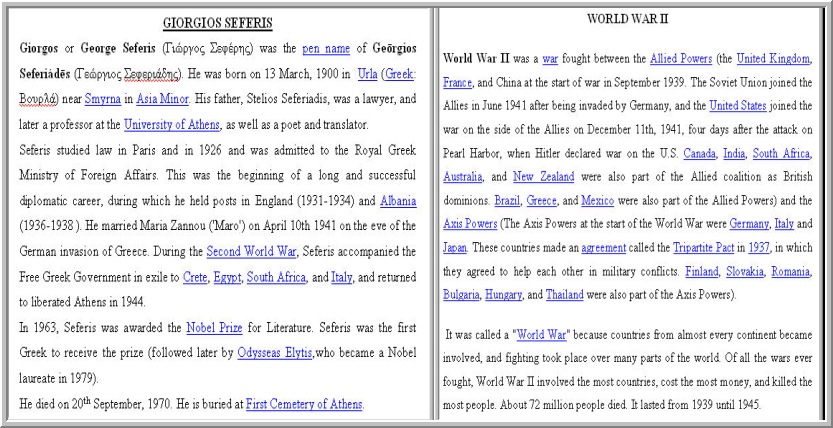 GIORGIOS SEFERIS
Giorgos or George Seferis (Γιώργος Σεφέρης) was the pen name of Geōrgios
Seferiádēs (Γεώργιος Σεφεριάδης). He was born on 13 March, 1900 in Urla (Greek:
Βουρλά) near Smyrna in Asia Minor. His father, Stelios Seferiadis, was a lawyer, and
later a professor at the University of Athens, as well as a poet and translator.
Seferis studied law in Paris and in 1926 and was admitted to the Royal Greek
Ministry of Foreign Affairs. This was the beginning of a long and successful
diplomatic career, during which he held posts in England (1931-1934) and Albania
(1936-1938 ). He married Maria Zannou ('Maro') on April 10th 1941 on the eve of the
German invasion of Greece. During the Second World War, Seferis accompanied the
Free Greek Government in exile to Crete, Egypt, South Africa, and Italy, and returned
to liberated Athens in 1944.
In 1963, Seferis was awarded the Nobel Prize for Literature. Seferis was the first
Greek to receive the prize (followed later by Odysseas Elytis,who became a Nobel
laureate in 1979).
He died on 20th September, 1970. He is buried at First Cemetery of Athens.
WORLD WAR II
World War II was a war fought between the Allied Powers (the United Kingdom,
France, and China at the start of war in September 1939. The Soviet Union joined the
Allies in June 1941 after being invaded by Germany, and the United States joined the
war on the side of the Allies on December 11th, 1941, four days after the attack on
Pearl Harbor, when Hitler declared war on the U.S. Canada, India, South Africa,
Australia, and New Zealand were also part of the Allied coalition as British
dominions. Brazil, Greece, and Mexico were also part of the Allied Powers) and the
Axis Powers (The Axis Powers at the start of the World War were Germany, Italy and
Japan. These countries made an agreement called the Tripartite Pact in 1937, in which
they agreed to help each other in military conflicts. Finland, Slovakia, Romania,
Bulgaria, Hungary, and Thailand were also part of the Axis Powers).
It was called a "World War" because countries from almost every continent became
involved, and fighting took place over many parts of the world. Of all the wars ever
fought, World War II involved the most countries, cost the most money, and killed the
most people. About 72 million people died. It lasted from 1939 until 1945.